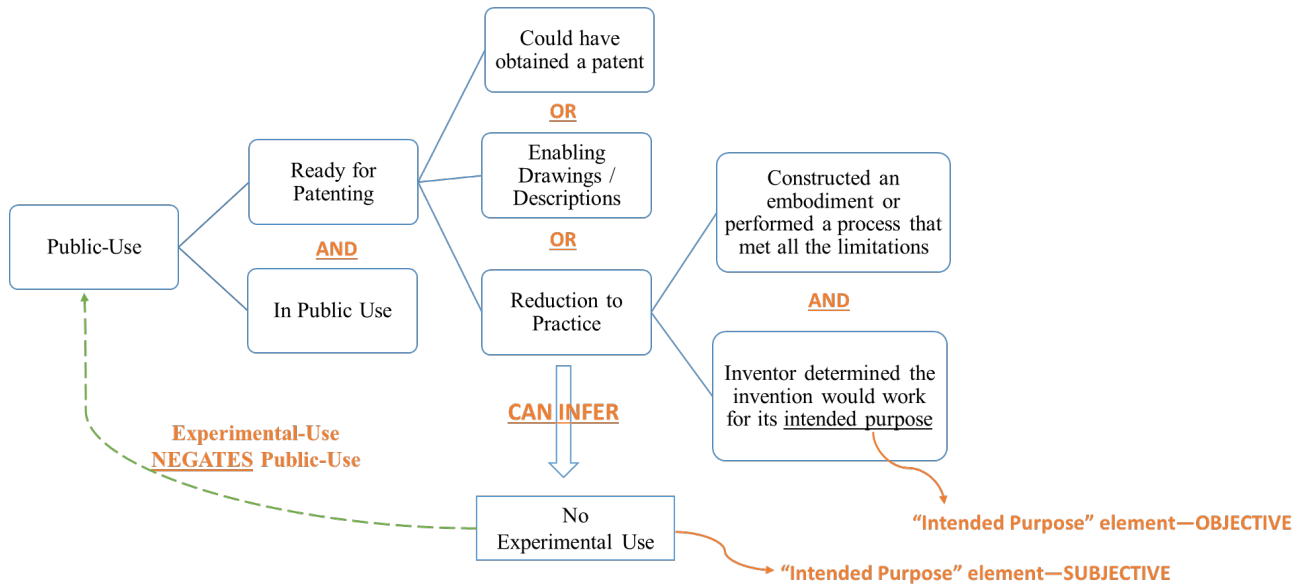 Public-Use
Ready for
Patenting
AND
In Public Use
Could have
obtained a patent
OR
Enabling
Drawings /
Descriptions
OR
Reduction to
Practice
Constructed an
embodiment or
performed a process that
met all the limitations
AND
Inventor determined the
invention would work
for its intended purpose
CAN INFER
Experimental-Use
NEGATES Public-Use
No
Experimental Use
“Intended Purpose” element—OBJECTIVE
“Intended Purpose” element—SUBJECTIVE